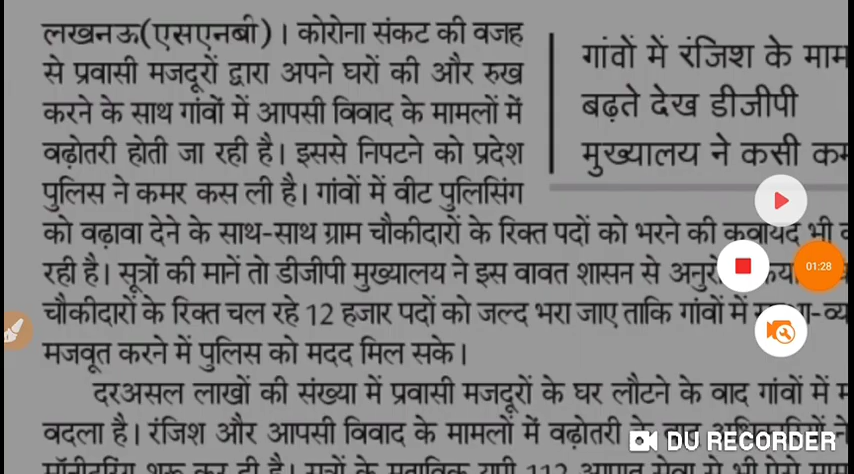 लखनऊ(एसएनबी)। कोरोना संकट की वजह
से प्रवासी मजदूरों द्वारा अपने घरों की और रुख
करने के साथ गांवों में आपसी विवाद के मामलों में
वढ़ोतरी होती जा रही है। इससे निपटने को प्रदेश
पुलिस ने कमर कस ली है। गांवों में वीट पुलिसिंग
गांवों में रंजिश के
बढ़ते देख डीजीपी
मुख्यालय ने कसी
को वढ़ावा देने के साथ-साथ ग्राम चौकीदारों के रिक्त पदों को भरने की कवायद भी
रही है। सूत्रों की मानें तो डीजीपी मुख्यालय ने इस वावत शासन से
चौकीदारों के रिक्त चल रहे 12 हजार पदों को जल्द भरा जाए ताकि गांवों में
मजवूत करने में पुलिस को मदद मिल सके।
दरअसल लाखों की संख्या में प्रवासी मजदूरों के घर लौटने के वाद गांवों में
वदला है। रंजिश और आपसी विवाद के मामलों में वढ़ोतरी के
01:28
DU RECORDER